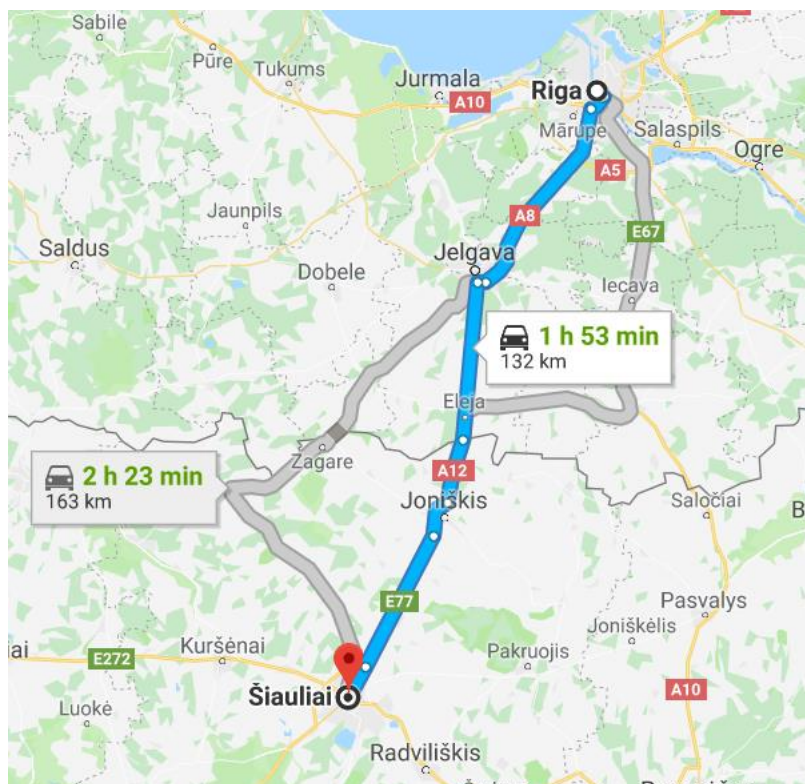 Sabile
Pūre
Tukums
Jurmala
A10
Riga
Mārupe
Salaspils
Ogre
A5
Jaunpils
A8
E67
Saldus
Jelgava
Dobele
Iecava
1 h 53 min
132 km
Eleja
Žagare
2 h 23 min
163 km
A12
Joniškis
Saločiai
E77
Pasvalys
Joniškėlis
Kuršėnai
Pakruojis
E272
A10
Luokė
Šiauliai
Radviliškis